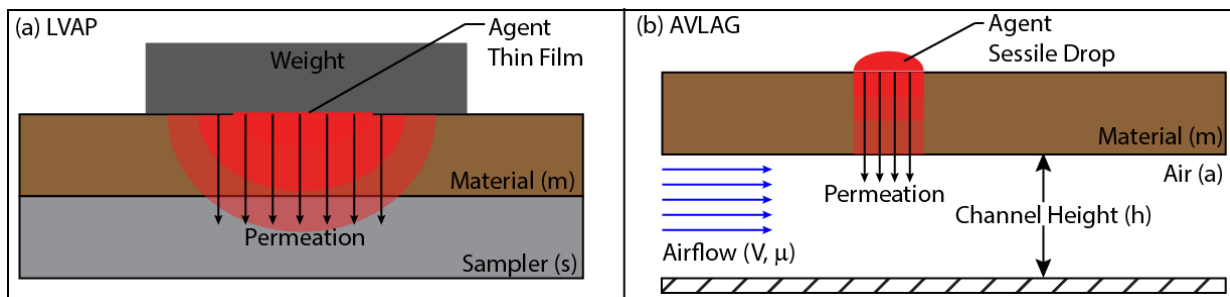 (a) LVAP
Agent
Thin Film
Weight
Material (m)
Permeation
Sampler (s)
(b) AVLAG
Agent
Sessile Drop
Material (m)
Air (a)
Permeation
Channel Height (h)
Airflow (V, μ)